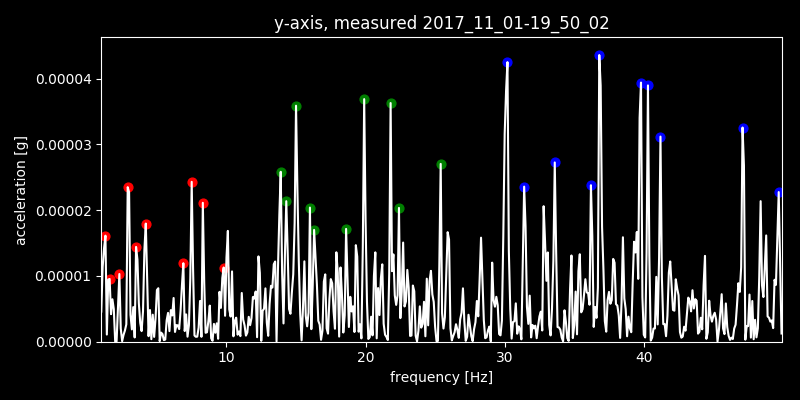 y-axis, measured 2017_11_01-19_50_02
acceleration [g]
0.00004
0.00003
0.00002
0.00001
0.00000
10 20 30 40
frequency [Hz]